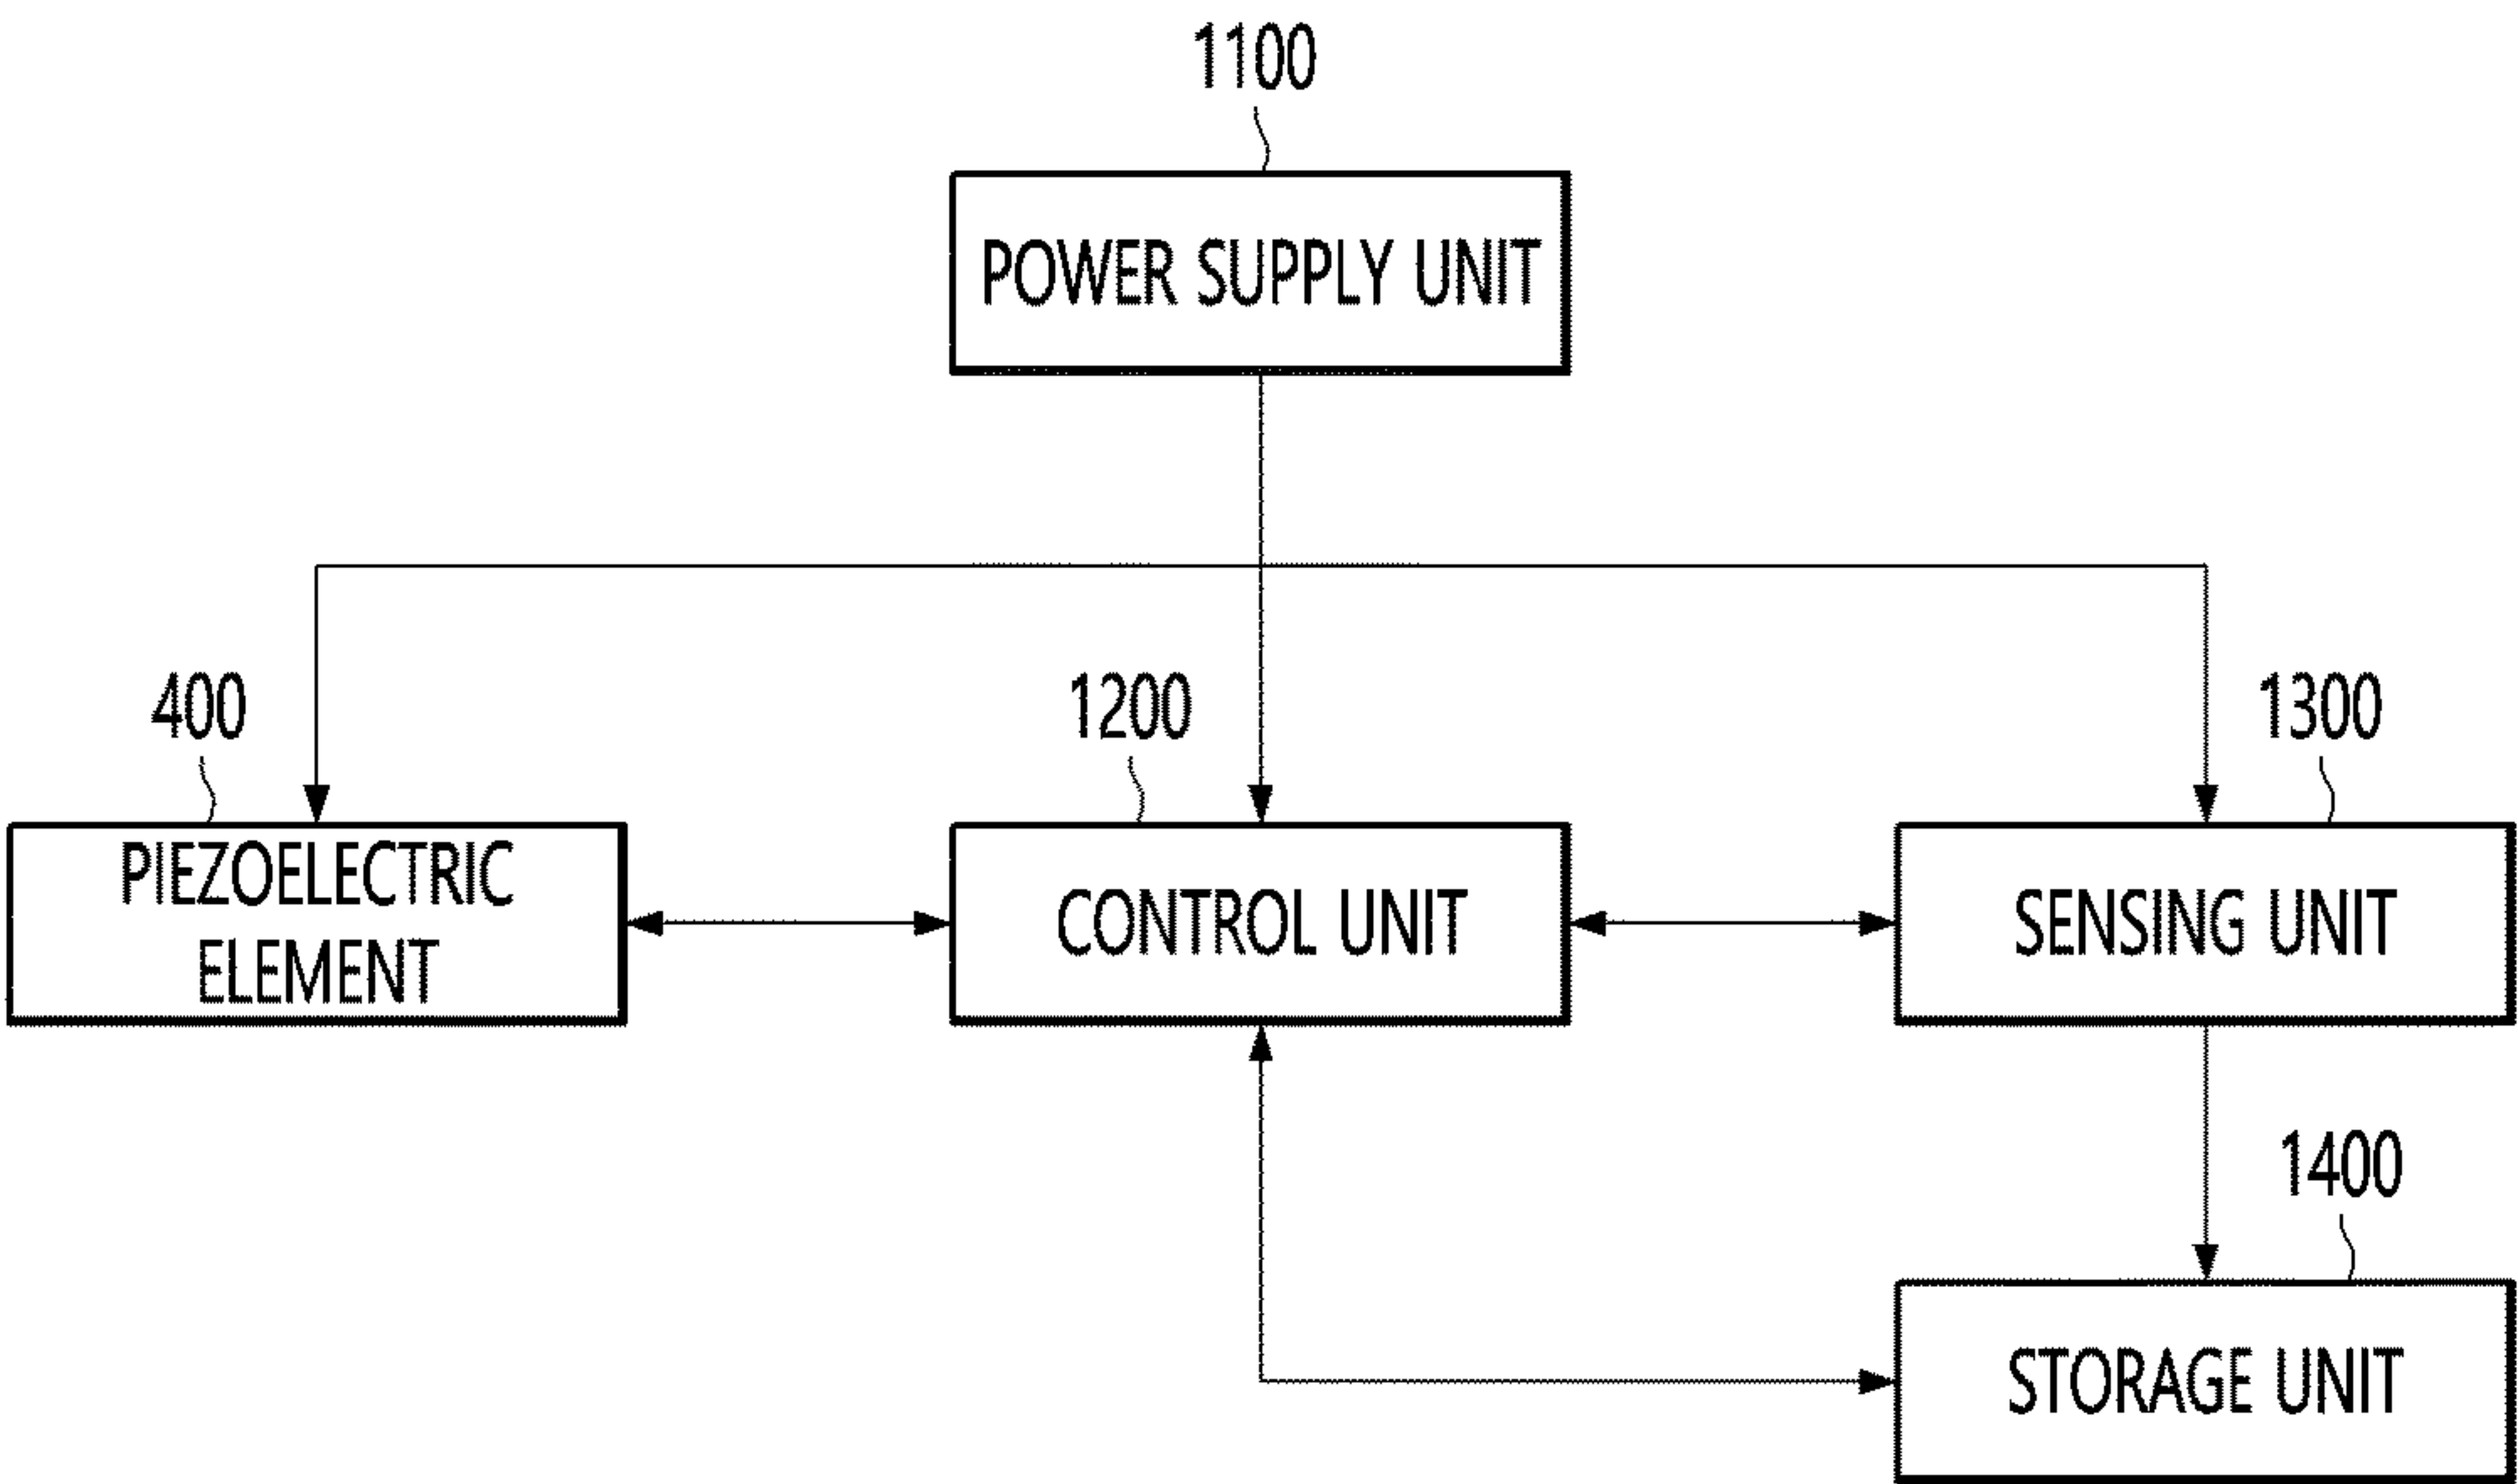 1100
POWER SUPPLY UNIT
400
1200
1300
PIEZOELECTRIC
ELEMENT
CONTROL UNIT
SENSING UNIT
1400
STORAGE UNIT